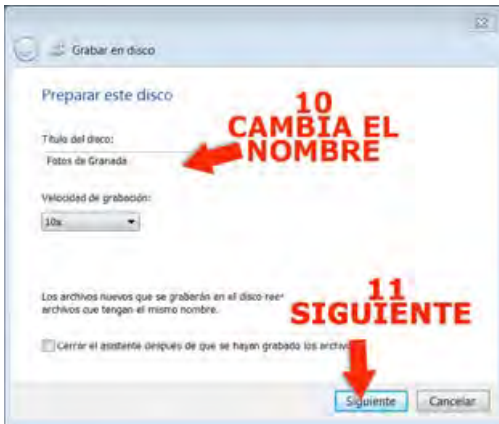 Grabar en disco
Preparar este disco
10
CAMBIA EL
NOMBRE
Título del disco:
Fotos de Granada
Velocidad de grabación:
10x
Los archivos nuevos que se grabarán en el disco
archivos que tengan el mismo nombre.
11
SIGUIENTE
Cerrar el asistente después de que se hayan grabado los
Siguiente
Cancelar